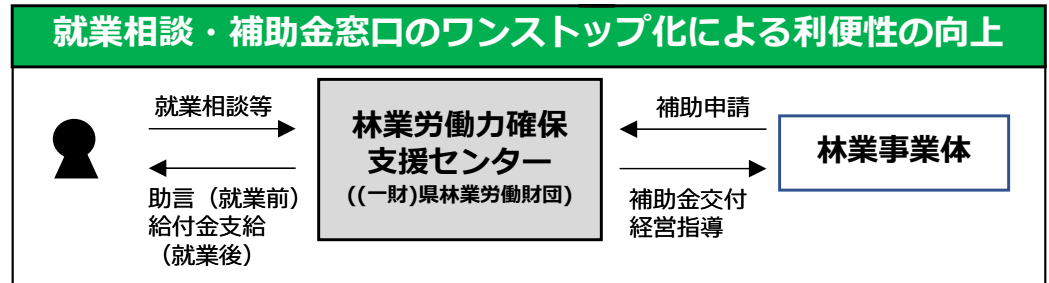 就業相談・補助金窓口のワンストップ化による利便性の向上
就業相談等
助言（就業前）
給付金支給
（就業後）
林業労働力確保
支援センター
((一財)県林業労働財団)
補助申請
補助金交付
経営指導
林業事業体